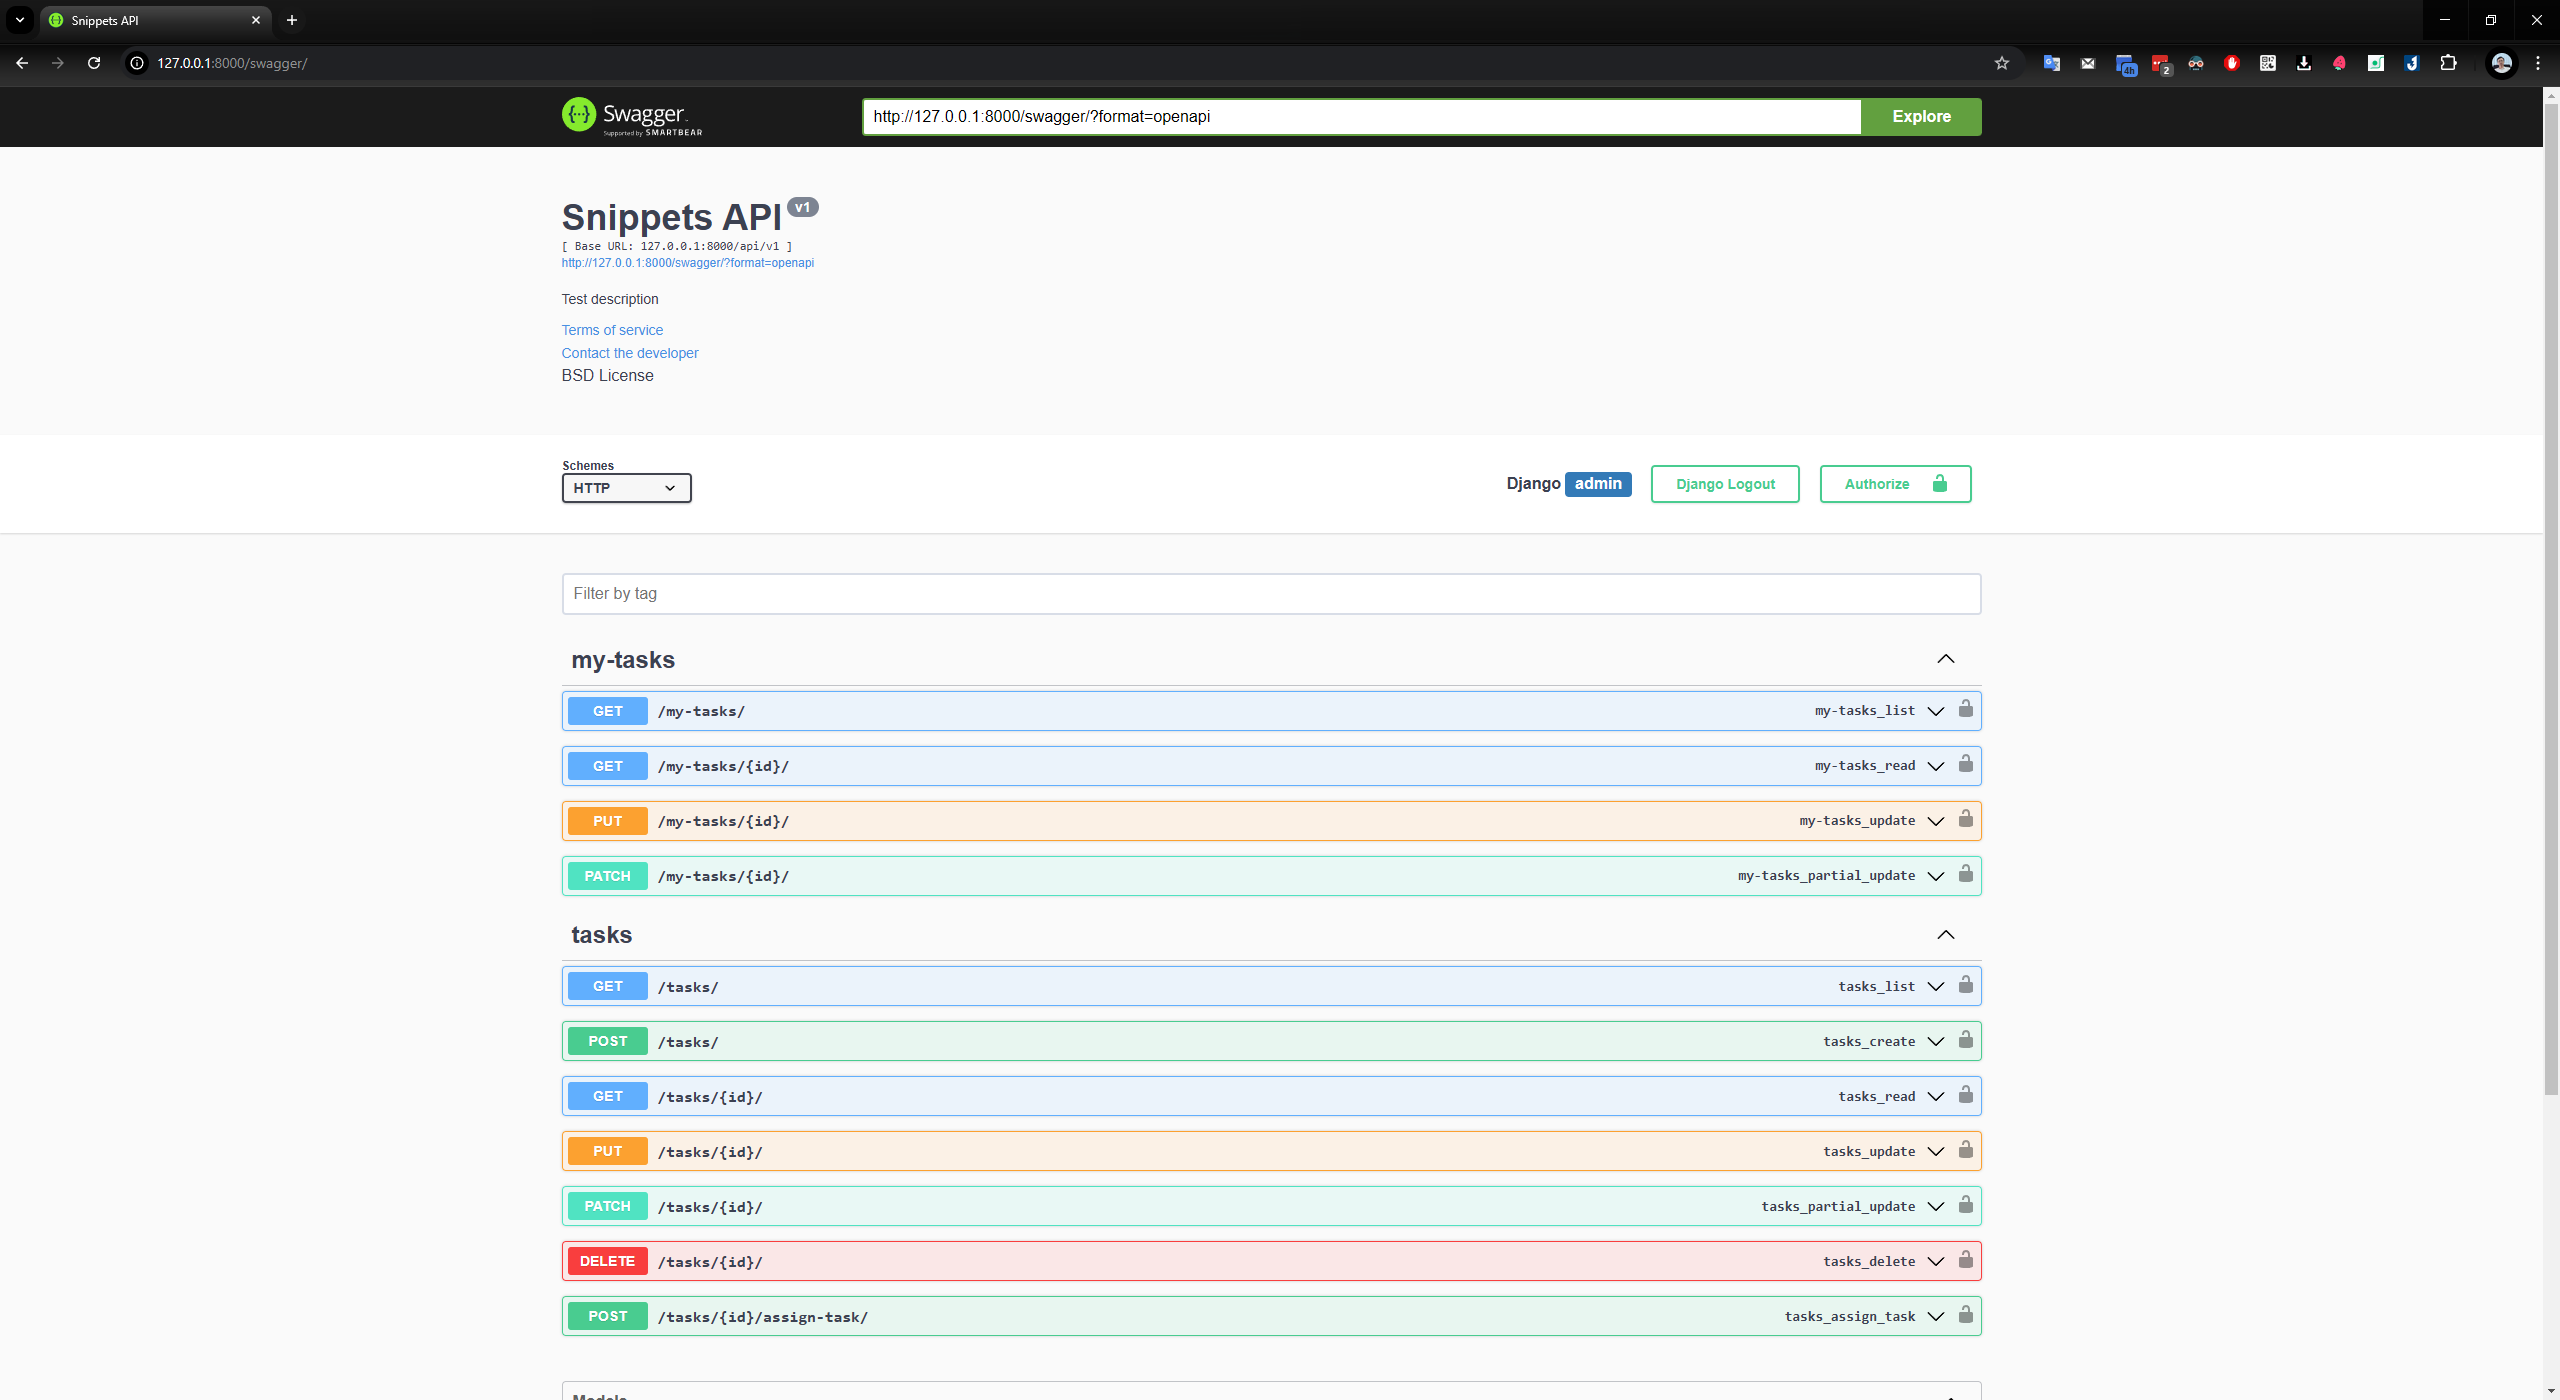 Snippets API
127.0.0.1:8000/swagger/
4h
2
Swagger
Supported by SMARTBEAR
http://127.0.0.1:8000/swagger/?format=openapi
Explore
Snippets API v1
[ Base URL: 127.0.0.1:8000/api/v1 ]
http://127.0.0.1:8000/swagger/?format=openapi
Test description
Terms of service
Contact the developer
BSD License
Schemes
HTTP
Django admin
Django Logout
Authorize
Filter by tag
my-tasks
GET /my-tasks/ my-tasks_list
GET /my-tasks/{id}/ my-tasks_read
PUT /my-tasks/{id}/ my-tasks_update
PATCH /my-tasks/{id}/ my-tasks_partial_update
tasks
GET /tasks/ tasks_list
POST /tasks/ tasks_create
GET /tasks/{id}/ tasks_read
PUT /tasks/{id}/ tasks_update
PATCH /tasks/{id}/ tasks_partial_update
DELETE /tasks/{id}/ tasks_delete
POST /tasks/{id}/assign-task/ tasks_assign_task
Models